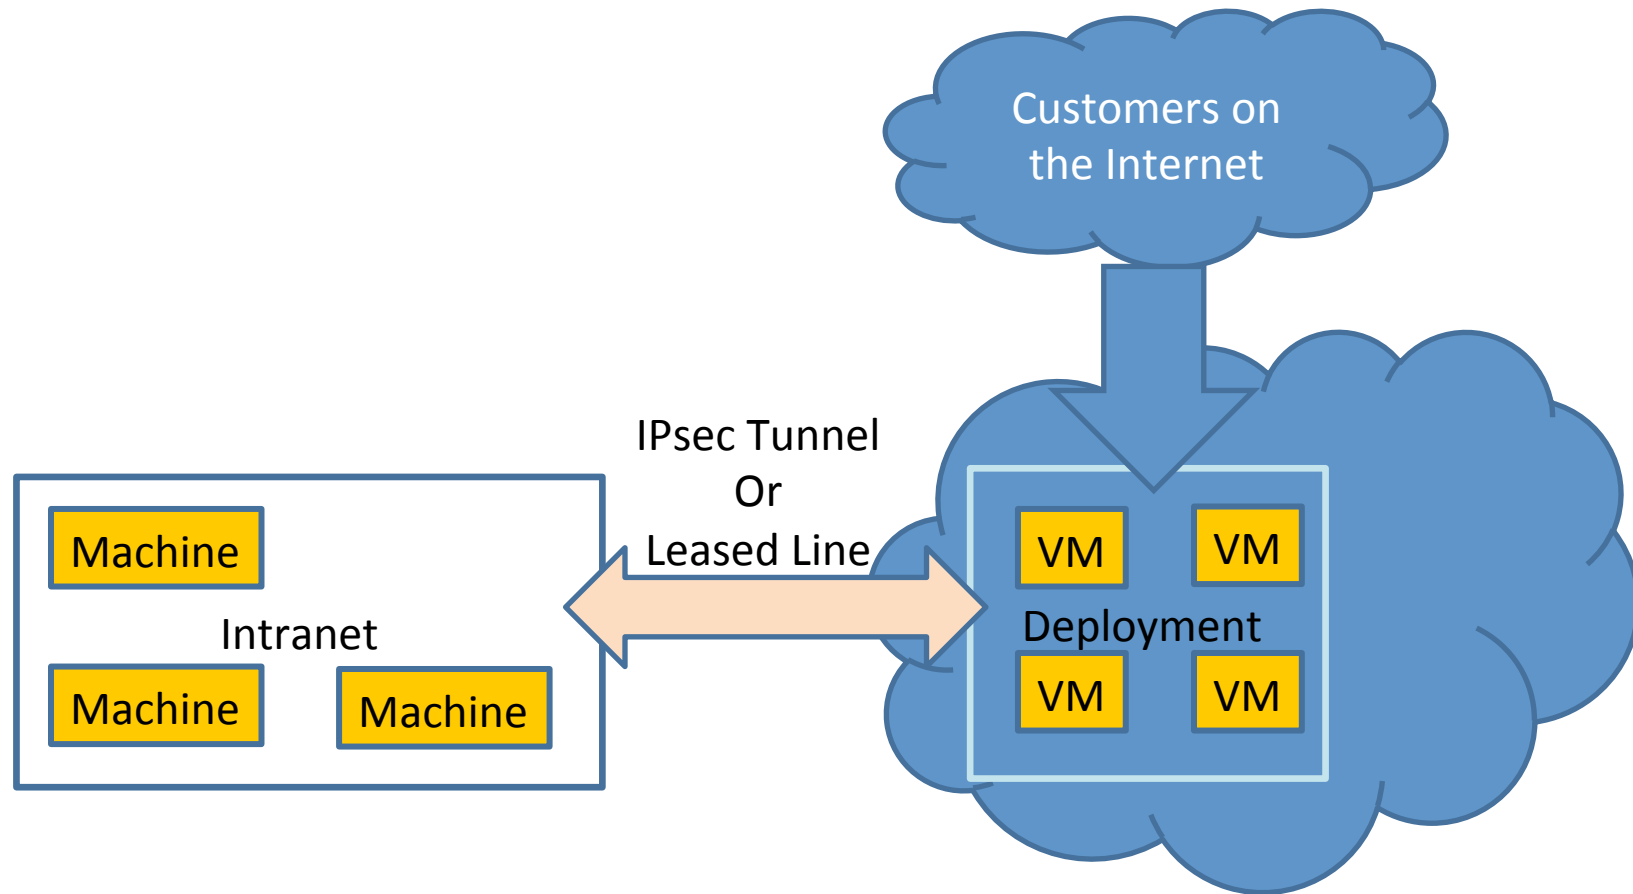 Customers on
the Internet
IPsec Tunnel
Or
Leased Line
Machine
Intranet
Machine
Machine
VM
VM
Deployment
VM
VM